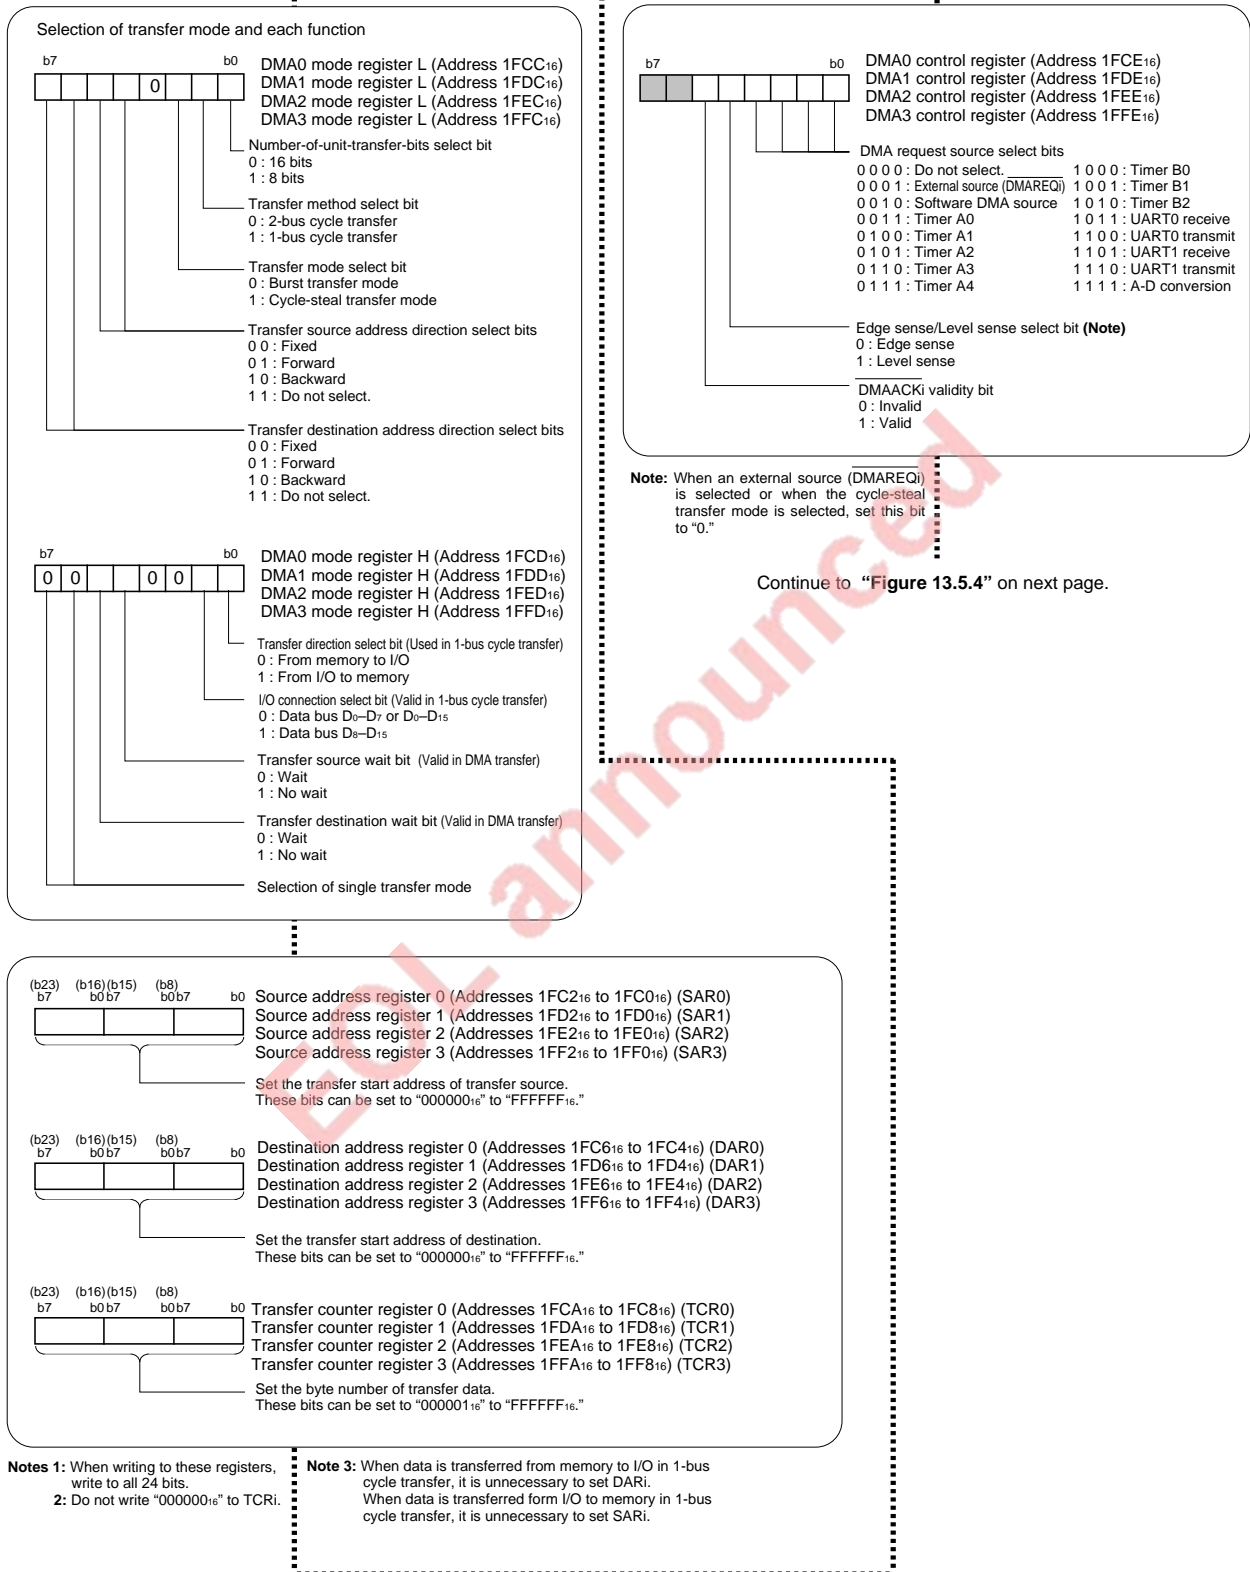 Selection of transfer mode and each function
b7 b0
0
DMA0 mode register L (Address 1FCC16)
DMA1 mode register L (Address 1FDC16)
DMA2 mode register L (Address 1FEC16)
DMA3 mode register L (Address 1FFC16)
Number-of-unit-transfer-bits select bit
0 : 16 bits
1 : 8 bits
Transfer method select bit
0 : 2-bus cycle transfer
1 : 1-bus cycle transfer
Transfer mode select bit
0 : Burst transfer mode
1 : Cycle-steal transfer mode
Transfer source address direction select bits
0 0 : Fixed
0 1 : Forward
1 0 : Backward
1 1 : Do not select.
Transfer destination address direction select bits
0 0 : Fixed
0 1 : Forward
1 0 : Backward
1 1 : Do not select.
b7 b0
0 0 0 0
DMA0 mode register H (Address 1FCD16)
DMA1 mode register H (Address 1FDD16)
DMA2 mode register H (Address 1FED16)
DMA3 mode register H (Address 1FFD16)
Transfer direction select bit (Used in 1-bus cycle transfer)
0 : From memory to I/O
1 : From I/O to memory
I/O connection select bit (Valid in 1-bus cycle transfer)
0 : Data bus D0–D7 or D0–D15
1 : Data bus D8–D15
Transfer source wait bit (Valid in DMA transfer)
0 : Wait
1 : No wait
Transfer destination wait bit (Valid in DMA transfer)
0 : Wait
1 : No wait
Selection of single transfer mode
b7 b0
DMA0 control register (Address 1FCE16)
DMA1 control register (Address 1FDE16)
DMA2 control register (Address 1FEE16)
DMA3 control register (Address 1FFE16)
DMA request source select bits
0 0 0 0 : Do not select. 1 0 0 0 : Timer B0
0 0 0 1 : External source (DMAREQi) 1 0 0 1 : Timer B1
0 0 1 0 : Software DMA source 1 0 1 0 : Timer B2
0 0 1 1 : Timer A0 1 0 1 1 : UART0 receive
0 1 0 0 : Timer A1 1 1 0 0 : UART0 transmit
0 1 0 1 : Timer A2 1 1 0 1 : UART1 receive
0 1 1 0 : Timer A3 1 1 1 0 : UART1 transmit
0 1 1 1 : Timer A4 1 1 1 1 : A-D conversion
Edge sense/Level sense select bit (Note)
0 : Edge sense
1 : Level sense
DMAACKi validity bit
0 : Invalid
1 : Valid
Note: When an external source (DMAREQi)
is selected or when the cycle-steal
transfer mode is selected, set this bit
to “0.”
Continue to “Figure 13.5.4” on next page.
(b23) (b16)(b15) (b8)
b7 b0 b7 b0 b7 b0
Source address register 0 (Addresses 1FC216 to 1FC016) (SAR0)
Source address register 1 (Addresses 1FD216 to 1FD016) (SAR1)
Source address register 2 (Addresses 1FE216 to 1FE016) (SAR2)
Source address register 3 (Addresses 1FF216 to 1FF016) (SAR3)
Set the transfer start address of transfer source.
These bits can be set to “00000016” to “FFFFFF16.”
(b23) (b16)(b15) (b8)
b7 b0 b7 b0 b7 b0
Destination address register 0 (Addresses 1FC616 to 1FC416) (DAR0)
Destination address register 1 (Addresses 1FD616 to 1FD416) (DAR1)
Destination address register 2 (Addresses 1FE616 to 1FE416) (DAR2)
Destination address register 3 (Addresses 1FF616 to 1FF416) (DAR3)
Set the transfer start address of destination.
These bits can be set to “00000016” to “FFFFFF16.”
(b23) (b16)(b15) (b8)
b7 b0 b7 b0 b7 b0
Transfer counter register 0 (Addresses 1FCA16 to 1FC816) (TCR0)
Transfer counter register 1 (Addresses 1FDA16 to 1FD816) (TCR1)
Transfer counter register 2 (Addresses 1FEA16 to 1FE816) (TCR2)
Transfer counter register 3 (Addresses 1FFA16 to 1FF816) (TCR3)
Set the byte number of transfer data.
These bits can be set to “00000116” to “FFFFFF16.”
Notes 1: When writing to these registers,
write to all 24 bits.
2: Do not write “00000016” to TCRi.
Note 3: When data is transferred from memory to I/O in 1-bus
cycle transfer, it is unnecessary to set DARi.
When data is transferred form I/O to memory in 1-bus
cycle transfer, it is unnecessary to set SARi.
EOL announced